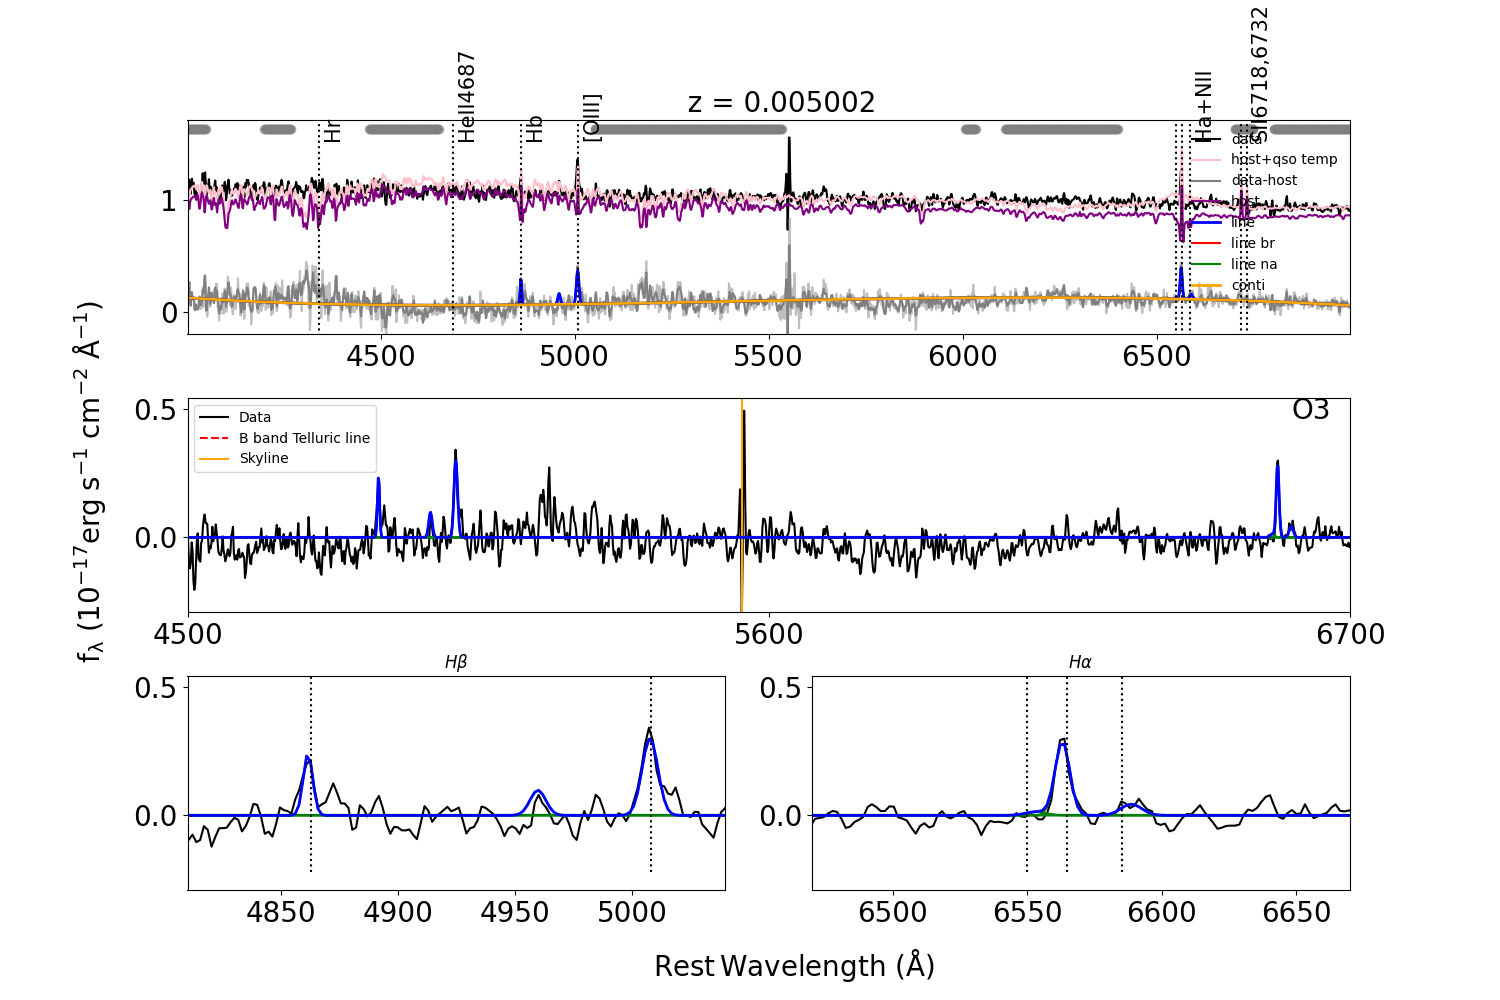 z = 0.005002
Hr
HeII4687
Hb
[OIII]
Ha+NII
SII6718,6732
data
host+qso temp
data-host
host
line
line br
line na
conti
1
0
4500 5000 5500 6000 6500
fλ (10⁻¹⁷erg s⁻¹ cm⁻² Å⁻¹)
O3
Data
B band Telluric line
Skyline
0.5
0.0
4500 5600 6700
Hβ
0.5
0.0
4850 4900 4950 5000
Hα
0.5
0.0
6500 6550 6600 6650
Rest Wavelength (Å)